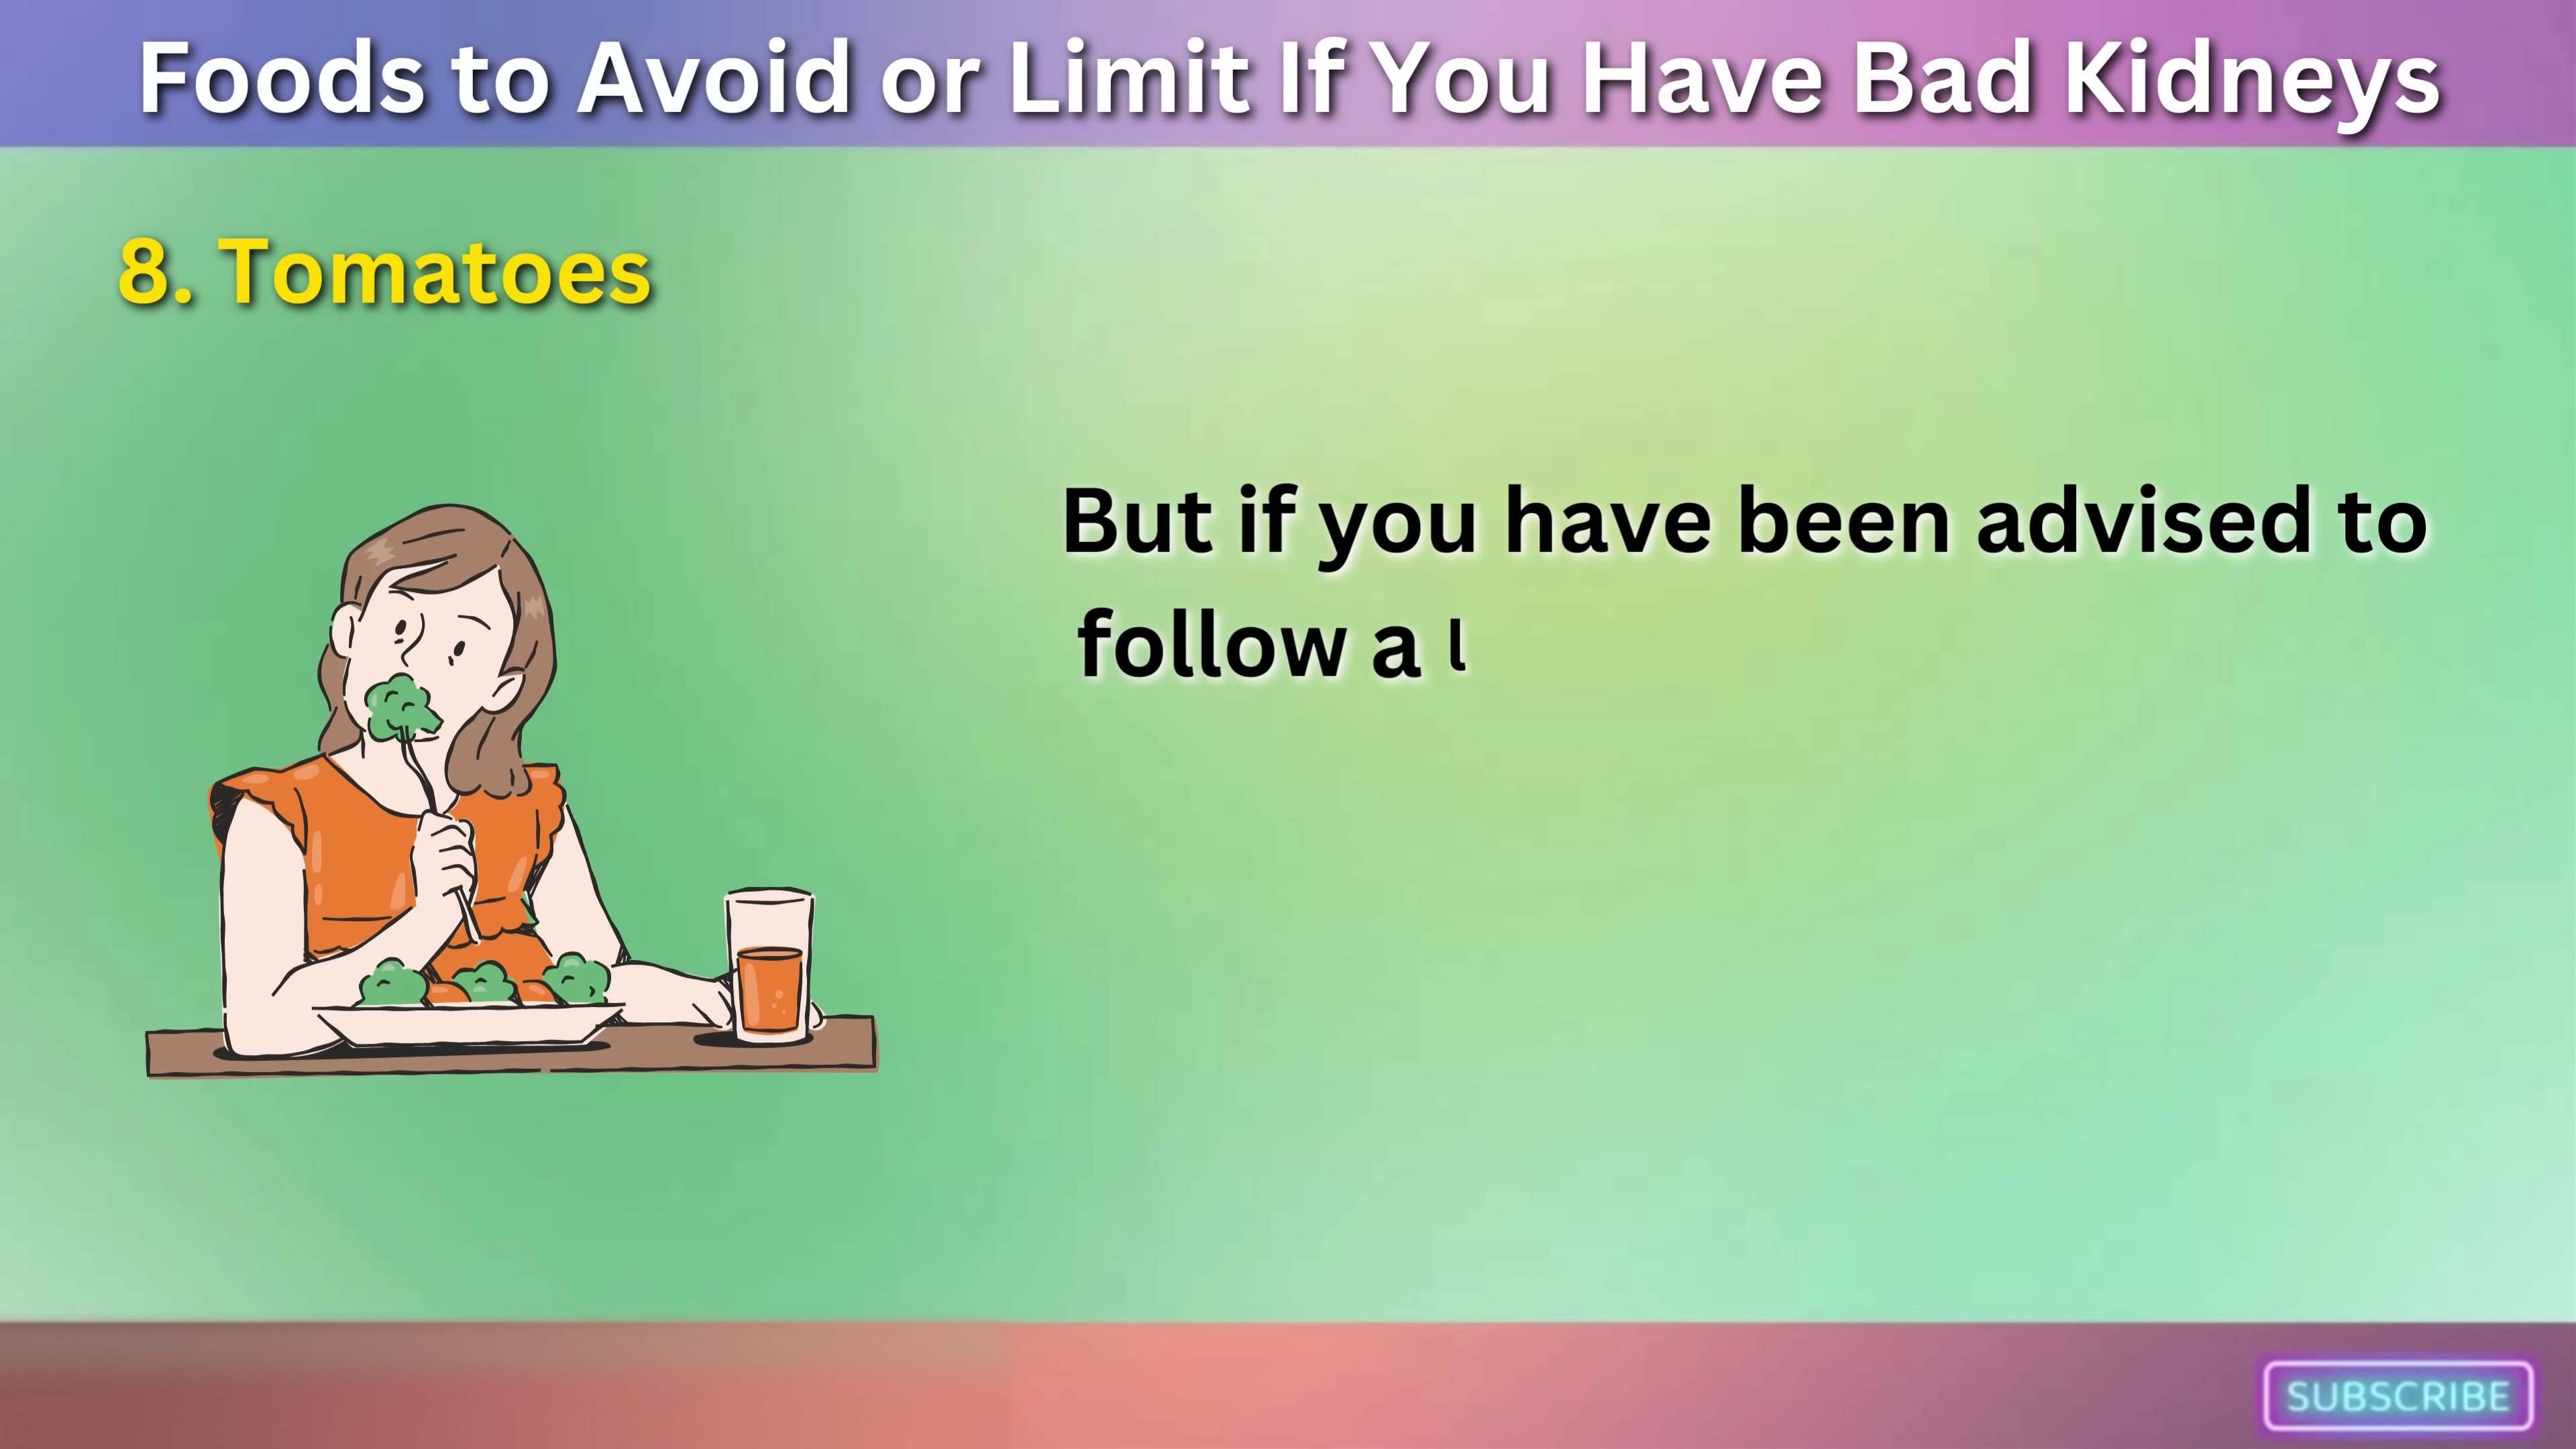 Foods to Avoid or Limit If You Have Bad Kidneys
8. Tomatoes
But if you have been advised to
follow a l
SUBSCRIBE